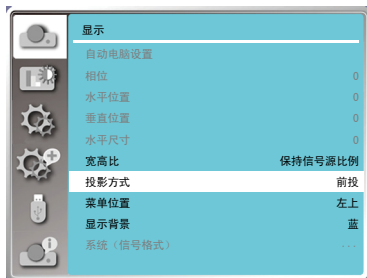 显示
自动电脑设置
相位 0
水平位置 0
垂直位置 0
水平尺寸 0
宽高比 保持信号源比例
投影方式 前投
菜单位置 左上
显示背景 蓝
系统（信号格式） ---